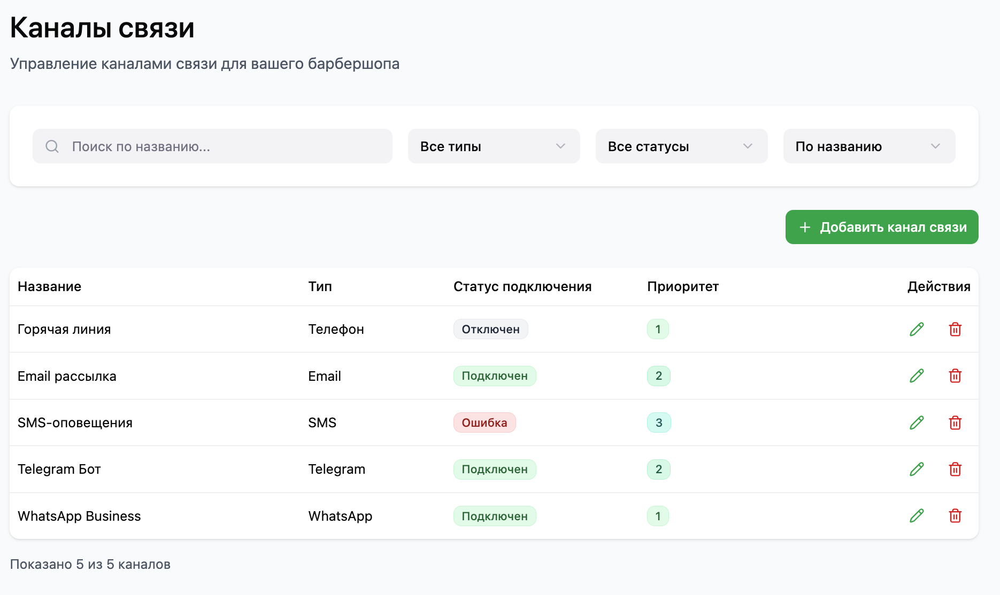 Каналы связи
Управление каналами связи для вашего барбершопа
Поиск по названию... Все типы Все статусы По названию
+ Добавить канал связи
Название Тип Статус подключения Приоритет Действия
Горячая линия Телефон Отключен 1
Email рассылка Email Подключен 2
SMS-оповещения SMS Ошибка 3
Telegram Бот Telegram Подключен 2
WhatsApp Business WhatsApp Подключен 1
Показано 5 из 5 каналов